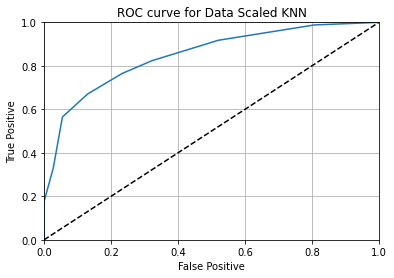 ROC curve for Data Scaled KNN
True Positive
1.0
0.8
0.6
0.4
0.2
0.0
0.0 0.2 0.4 0.6 0.8 1.0
False Positive